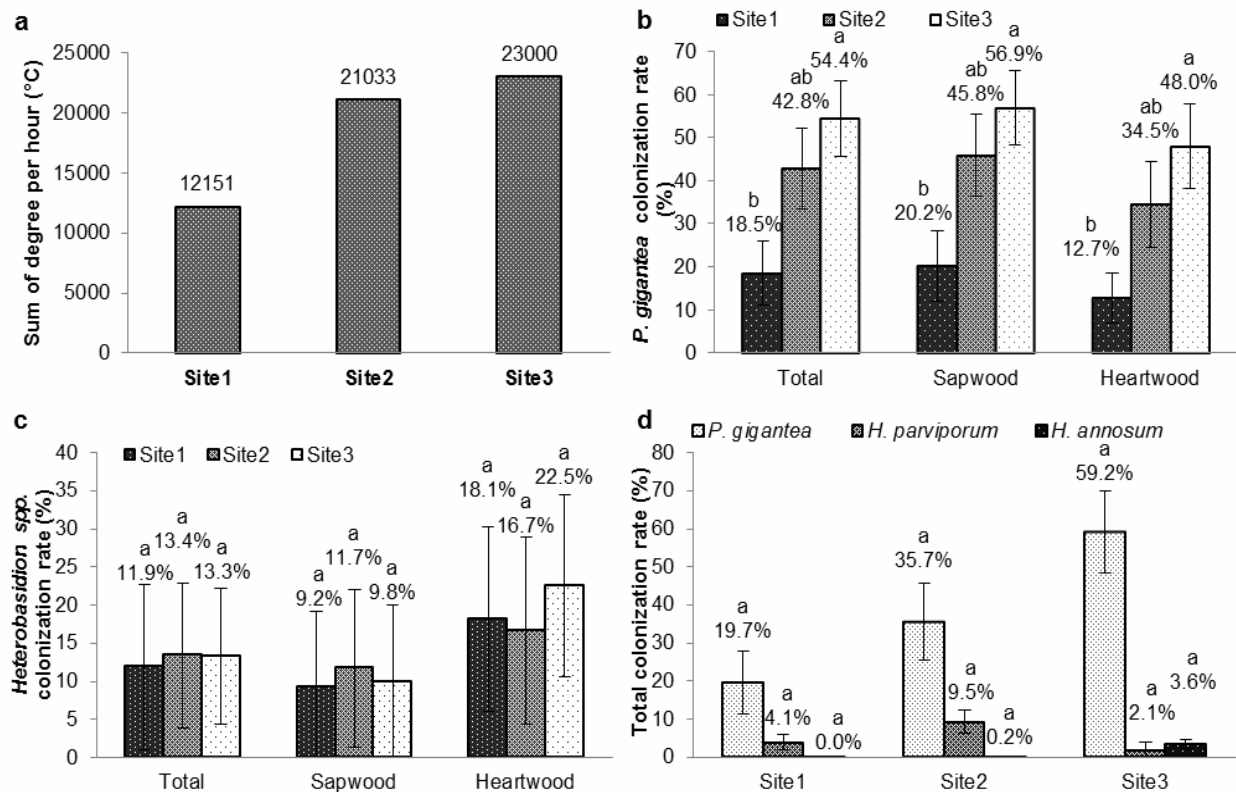 a
Sum of degree per hour (°C)
25000
20000
15000
10000
5000
0
12151
21033
23000
Site1 Site2 Site3
b
Site1 Site2 Site3
P. gigantea colonization rate
(%)
70
60
50
40
30
20
10
0
b
18.5%
ab
42.8%
a
54.4%
b
20.2%
ab
45.8%
a
56.9%
b
12.7%
ab
34.5%
a
48.0%
Total Sapwood Heartwood
c
Site1 Site2 Site3
Heterobasidion spp.
colonization rate (%)
40
35
30
25
20
15
10
5
0
a
11.9%
a
13.4%
a
13.3%
a
9.2%
a
11.7%
a
9.8%
a
18.1%
a
16.7%
a
22.5%
Total Sapwood Heartwood
d
P. gigantea H. parviporum H. annosum
Total colonization rate (%)
80
70
60
50
40
30
20
10
0
a
19.7%
a
4.1%
a
0.0%
a
35.7%
a
9.5%
a
0.2%
a
59.2%
a
2.1%
a
3.6%
Site1 Site2 Site3